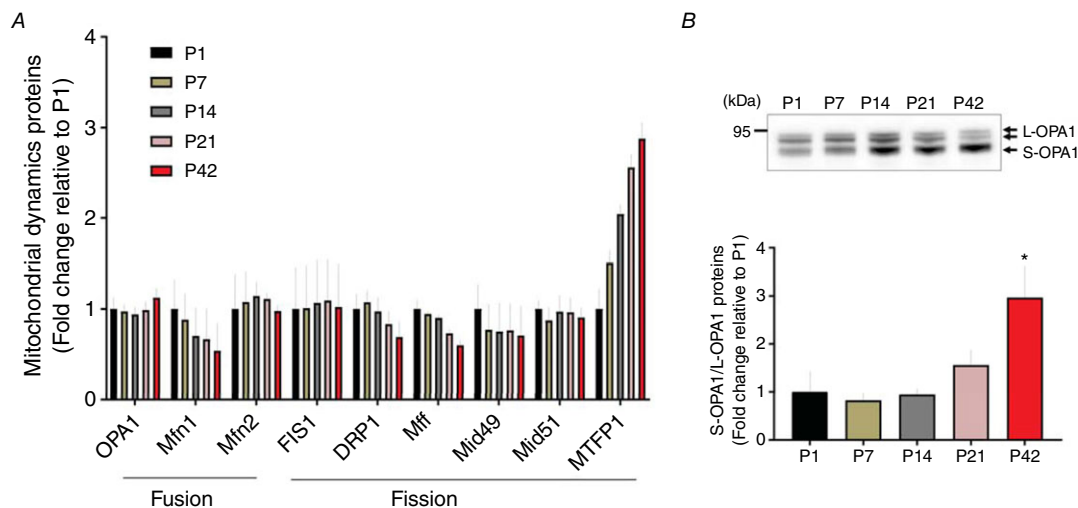 A
Mitochondrial dynamics proteins
(Fold change relative to P1)
4
3
2
1
0
P1
P7
P14
P21
P42
OPA1
Mfn1
Mfn2
FIS1
DRP1
Mff
Mid49
Mid51
MTFP1
Fusion
Fission
B
(kDa)
P1 P7 P14 P21 P42
95
L-OPA1
S-OPA1
S-OPA1/L-OPA1 proteins
(Fold change relative to P1)
4
3
2
1
0
*
P1 P7 P14 P21 P42